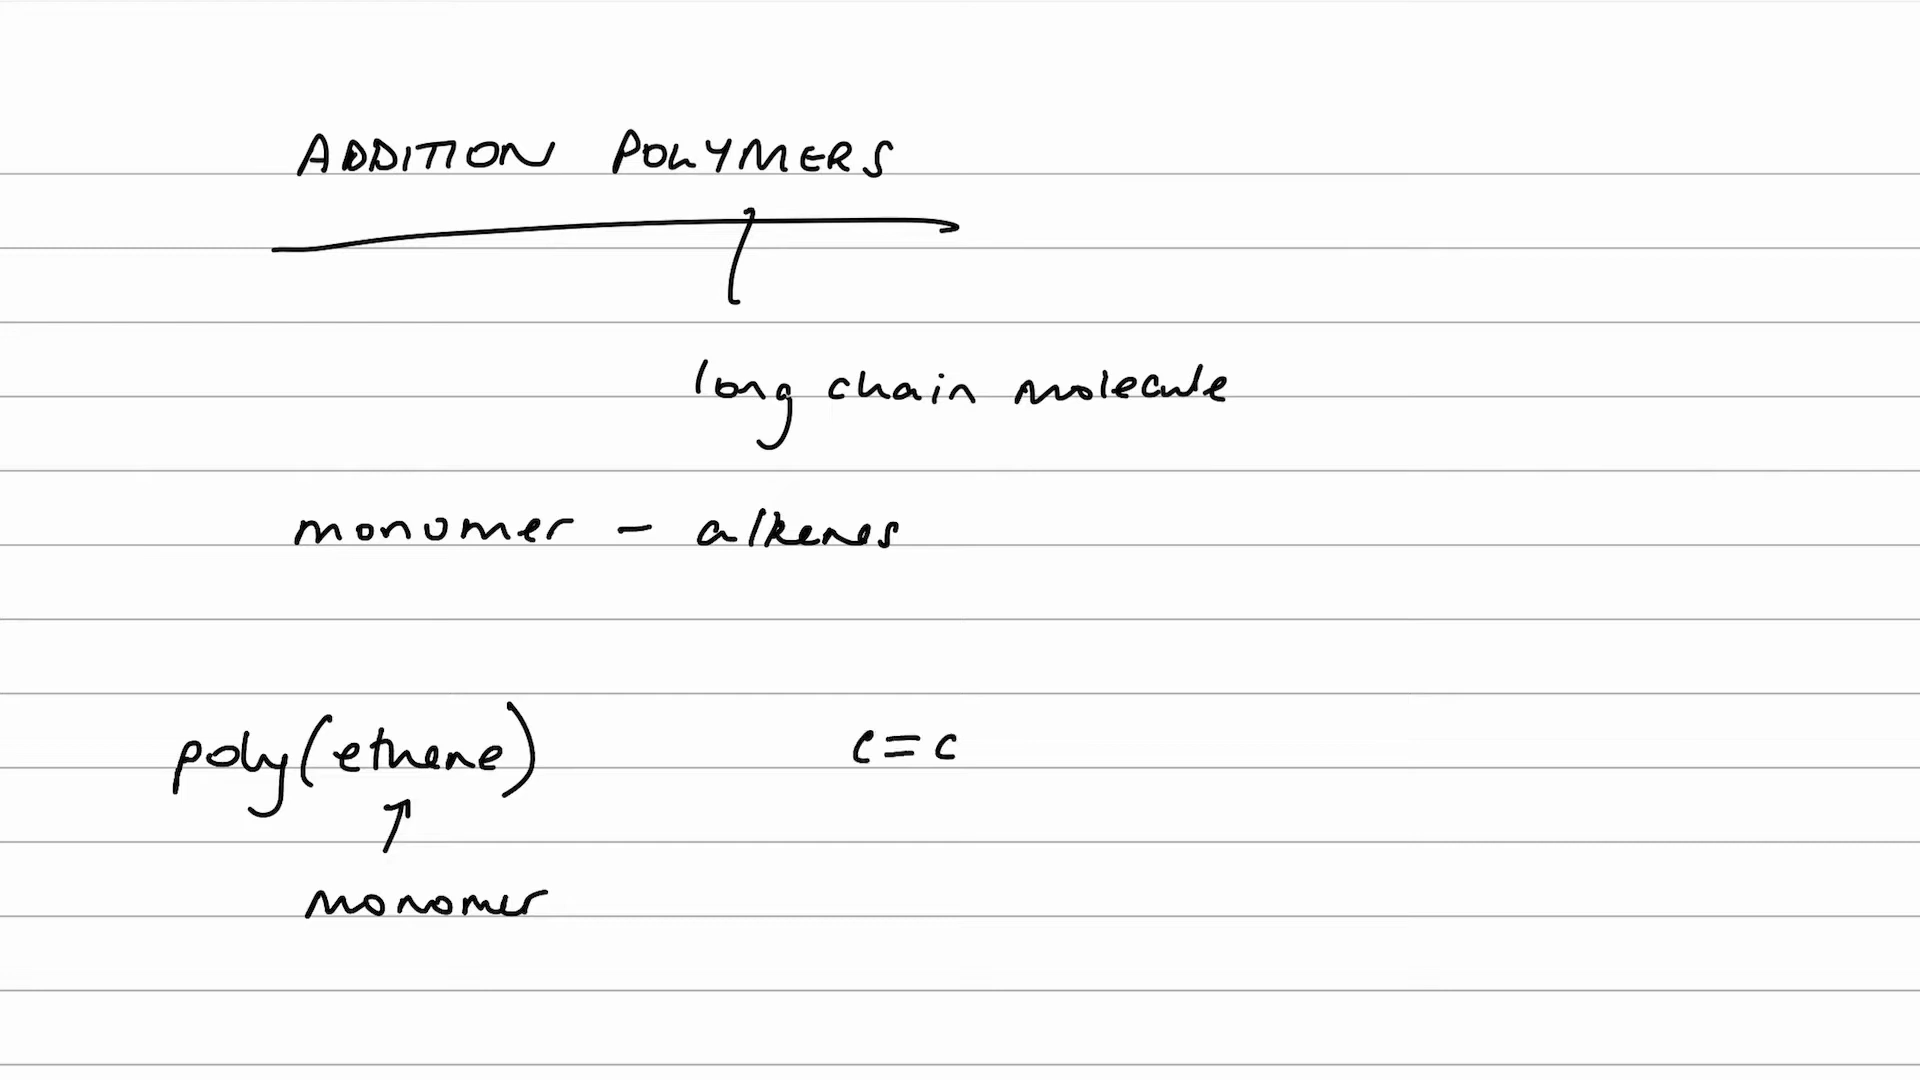 ADDITION POLYMERS
long chain molecule
monomer - alkenes
poly(ethene) C=C
monomer